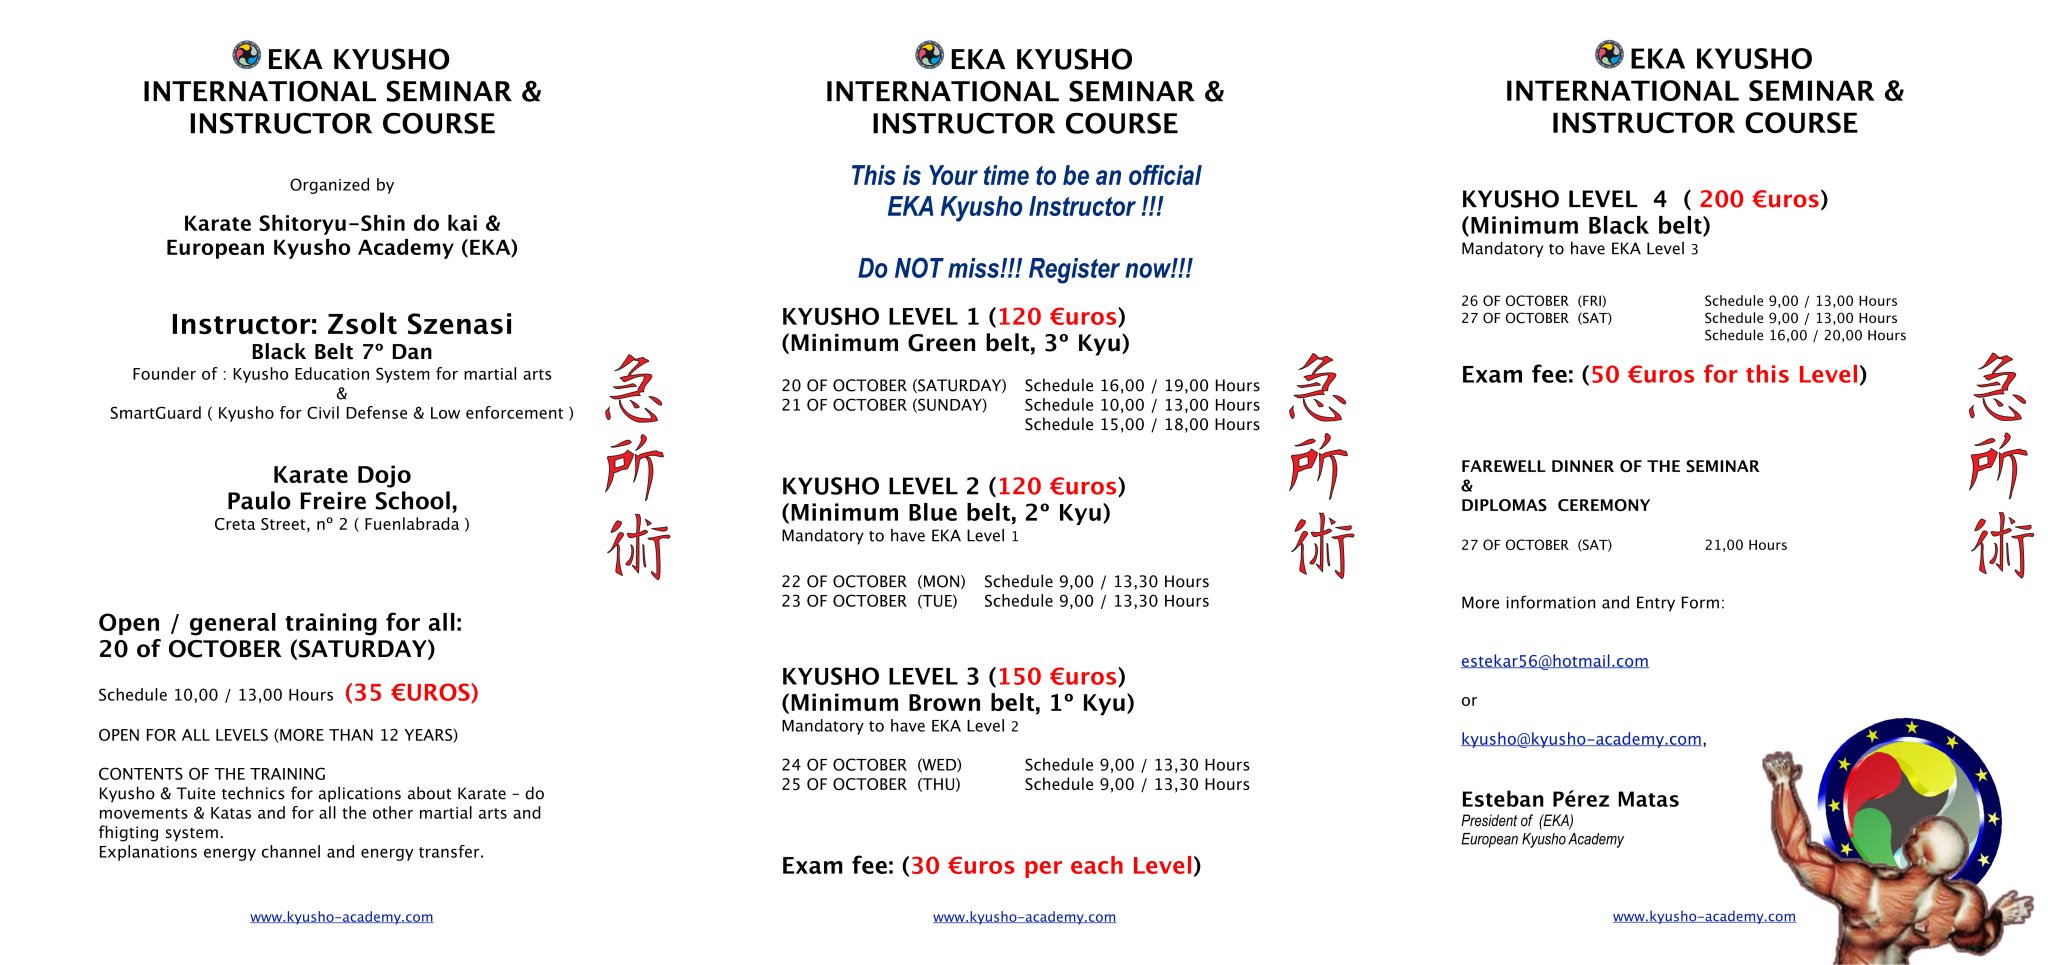 EKA KYUSHO
INTERNATIONAL SEMINAR &
INSTRUCTOR COURSE
Organized by
Karate Shitoryu-Shin do kai &
European Kyusho Academy (EKA)
Instructor: Zsolt Szenasi
Black Belt 7º Dan
Founder of : Kyusho Education System for martial arts
&
SmartGuard ( Kyusho for Civil Defense & Low enforcement )
Karate Dojo
Paulo Freire School,
Creta Street, nº 2 ( Fuenlabrada )
急
所
術
Open / general training for all:
20 of OCTOBER (SATURDAY)
Schedule 10,00 / 13,00 Hours (35 €UROS)
OPEN FOR ALL LEVELS (MORE THAN 12 YEARS)
CONTENTS OF THE TRAINING
Kyusho & Tuite technics for aplications about Karate - do
movements & Katas and for all the other martial arts and
fhigting system.
Explanations energy channel and energy transfer.
www.kyusho-academy.com
EKA KYUSHO
INTERNATIONAL SEMINAR &
INSTRUCTOR COURSE
This is Your time to be an official
EKA Kyusho Instructor !!!
Do NOT miss!!! Register now!!!
KYUSHO LEVEL 1 (120 €uros)
(Minimum Green belt, 3º Kyu)
20 OF OCTOBER (SATURDAY) Schedule 16,00 / 19,00 Hours
21 OF OCTOBER (SUNDAY) Schedule 10,00 / 13,00 Hours
Schedule 15,00 / 18,00 Hours
KYUSHO LEVEL 2 (120 €uros)
(Minimum Blue belt, 2º Kyu)
Mandatory to have EKA Level 1
22 OF OCTOBER (MON) Schedule 9,00 / 13,30 Hours
23 OF OCTOBER (TUE) Schedule 9,00 / 13,30 Hours
KYUSHO LEVEL 3 (150 €uros)
(Minimum Brown belt, 1º Kyu)
Mandatory to have EKA Level 2
24 OF OCTOBER (WED) Schedule 9,00 / 13,30 Hours
25 OF OCTOBER (THU) Schedule 9,00 / 13,30 Hours
Exam fee: (30 €uros per each Level)
急
所
術
www.kyusho-academy.com
EKA KYUSHO
INTERNATIONAL SEMINAR &
INSTRUCTOR COURSE
KYUSHO LEVEL 4 ( 200 €uros)
(Minimum Black belt)
Mandatory to have EKA Level 3
26 OF OCTOBER (FRI) Schedule 9,00 / 13,00 Hours
27 OF OCTOBER (SAT) Schedule 9,00 / 13,00 Hours
Schedule 16,00 / 20,00 Hours
Exam fee: (50 €uros for this Level)
急
所
術
FAREWELL DINNER OF THE SEMINAR
&
DIPLOMAS CEREMONY
27 OF OCTOBER (SAT) 21,00 Hours
More information and Entry Form:
estekar56@hotmail.com
or
kyusho@kyusho-academy.com,
Esteban Pérez Matas
President of (EKA)
European Kyusho Academy
www.kyusho-academy.com